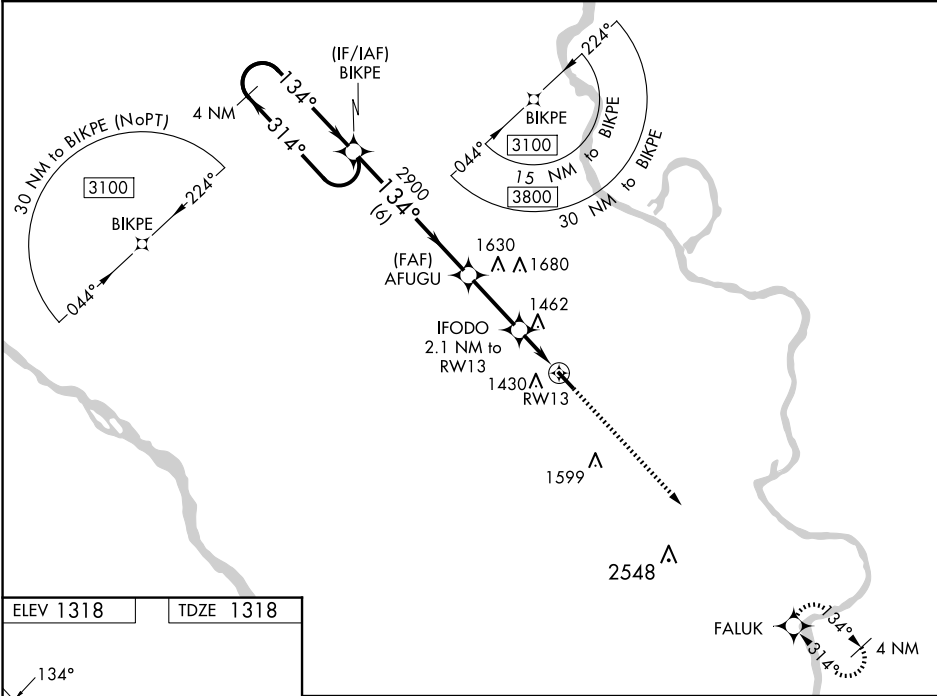 (IF/IAF)
BIKPE
134°
4 NM
314°
30 NM to BIKPE (NoPT)
3100
BIKPE
224°
044°
224°
BIKPE
3100
044°
15 NM to BIKPE
3800
30 NM to BIKPE
2900
134°
(6)
(FAF)
AFUGU
1630
1680
1462
IFODO
2.1 NM to
RW13
1430
RW13
1599
2548
FALUK
134°
314°
4 NM
ELEV 1318
TDZE 1318
134°